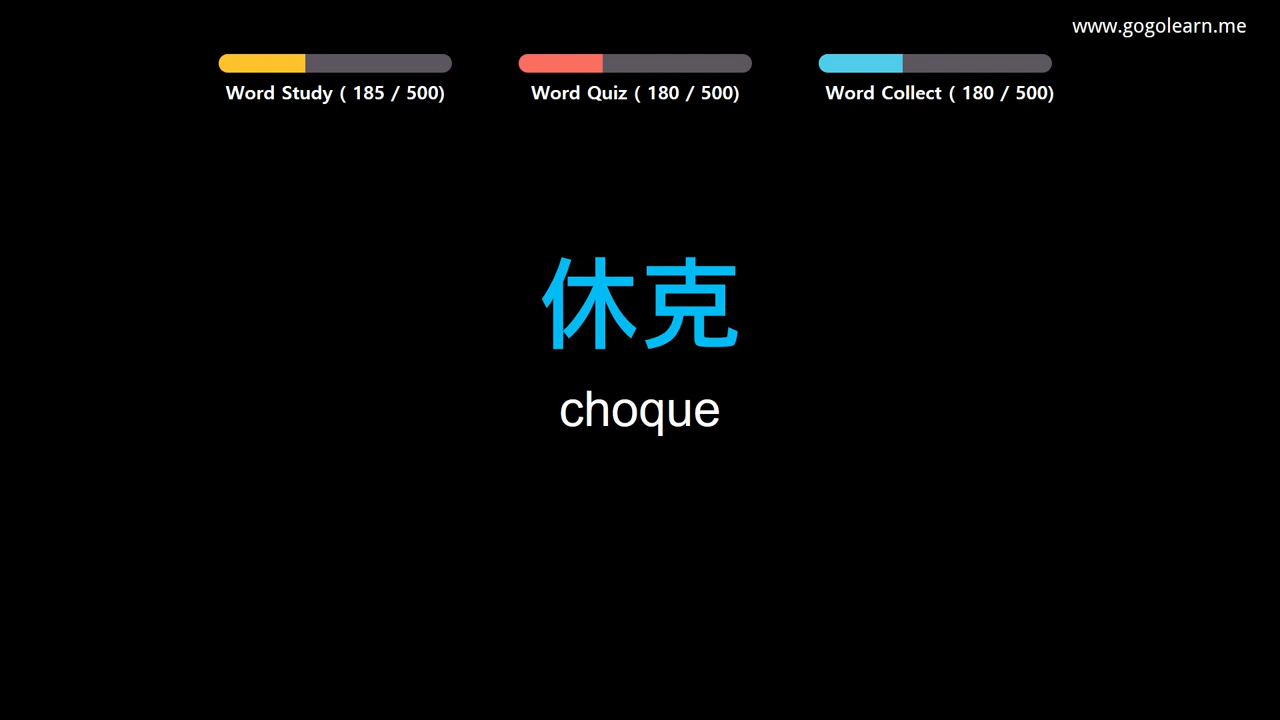 www.gogolearn.me
Word Study ( 185 / 500)
Word Quiz ( 180 / 500)
Word Collect ( 180 / 500)
休克
choque